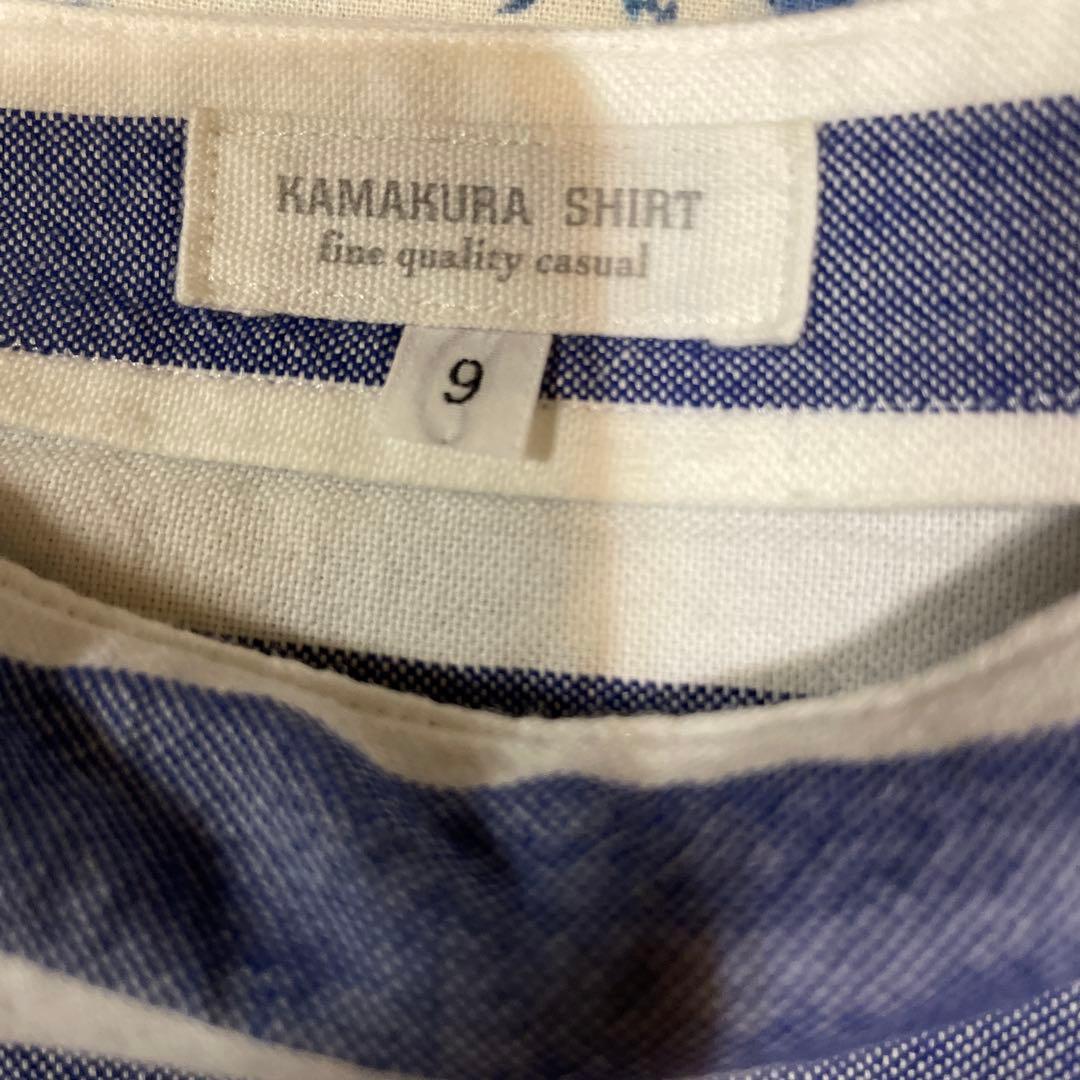 KAMAKURA SHIRT
fine quality casual
9